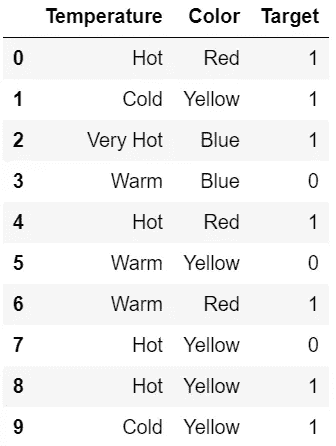 Temperature Color Target
0 Hot Red 1
1 Cold Yellow 1
2 Very Hot Blue 1
3 Warm Blue 0
4 Hot Red 1
5 Warm Yellow 0
6 Warm Red 1
7 Hot Yellow 0
8 Hot Yellow 1
9 Cold Yellow 1